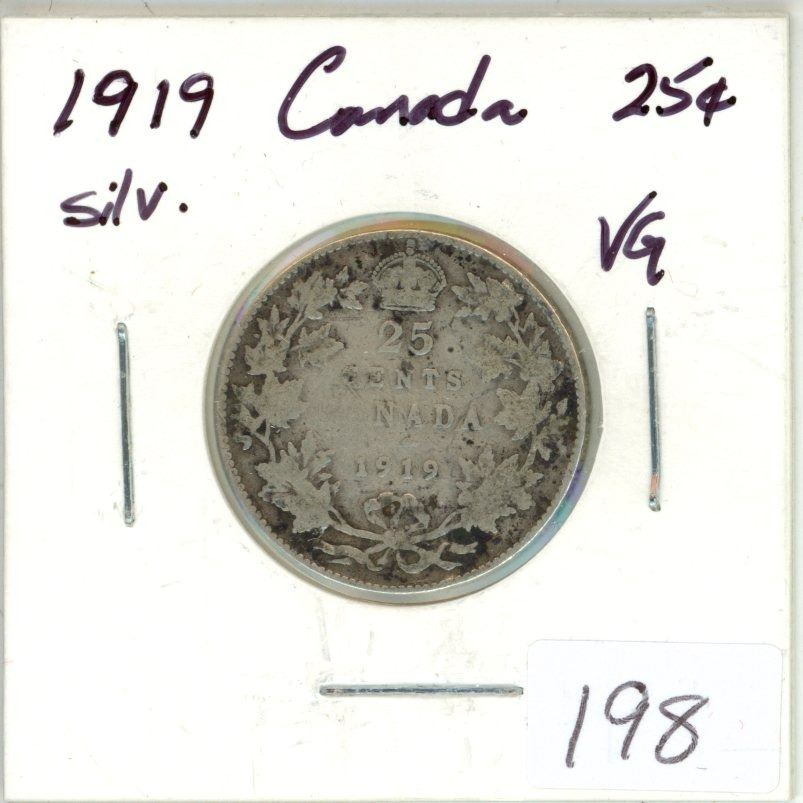 1919 Canada 25¢
silv.
VG
25
CENTS
NADA
1919
198